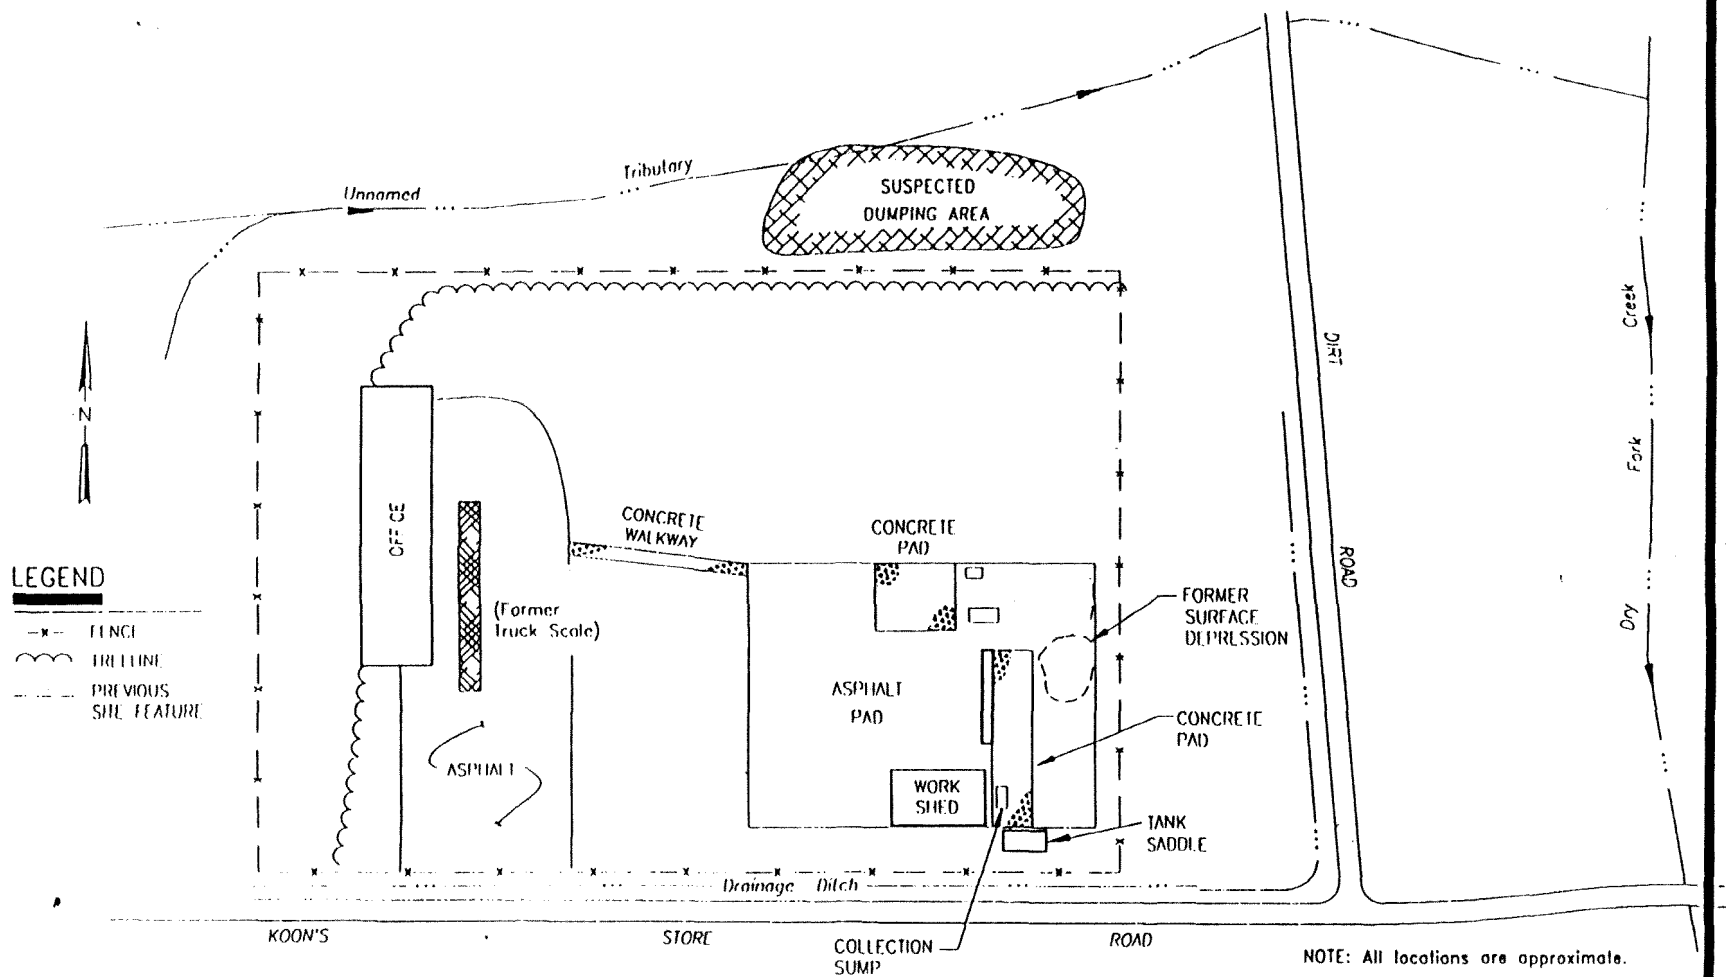 Unnamed
Tributary
SUSPECTED
DUMPING AREA
Creek
Fork
Dry
DIRT
ROAD
N
OFFICE
CONCRETE
WALKWAY
CONCRETE
PAD
LEGEND
FENCE
TREELINE
PREVIOUS
SITE FEATURE
(Former
Truck Scale)
FORMER
SURFACE
DEPRESSION
ASPHALT
PAD
CONCRETE
PAD
ASPHALT
WORK
SHED
TANK
SADDLE
Drainage Ditch
KOON'S STORE ROAD
COLLECTION
SUMP
NOTE: All locations are approximate.